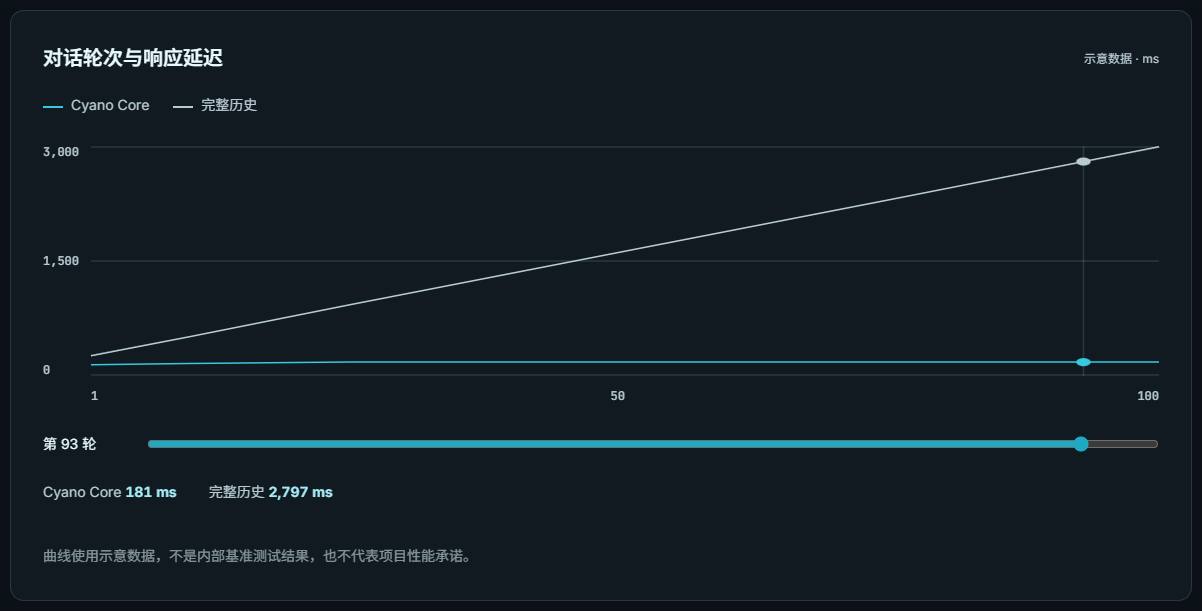 对话轮次与响应延迟
示意数据 · ms
Cyano Core 完整历史
3,000
1,500
0
1 50 100
第 93 轮
Cyano Core 181 ms 完整历史 2,797 ms
曲线使用示意数据，不是内部基准测试结果，也不代表项目性能承诺。